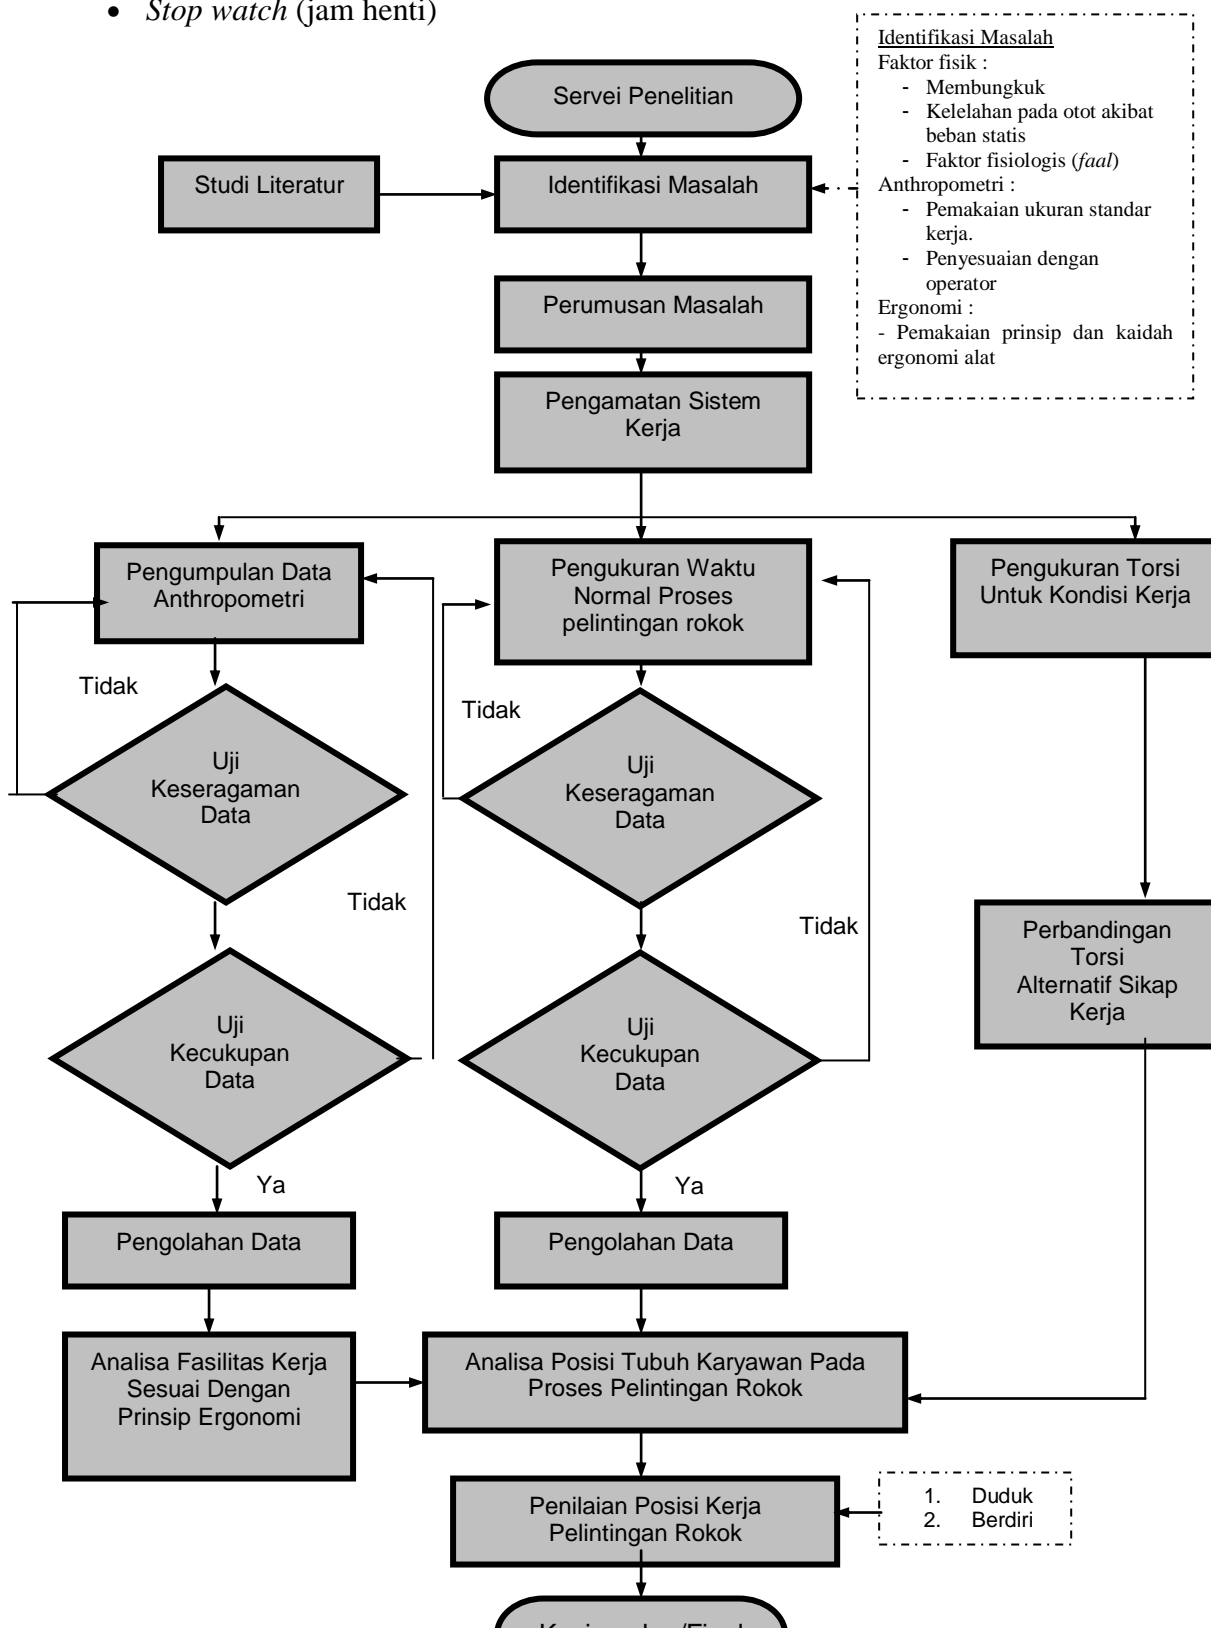 • Stop watch (jam henti)
Identifikasi Masalah
Faktor fisik :
- Membungkuk
- Kelelahan pada otot akibat
beban statis
- Faktor fisiologis (faal)
Anthropometri :
- Pemakaian ukuran standar
kerja.
- Penyesuaian dengan
operator
Ergonomi :
- Pemakaian prinsip dan kaidah
ergonomi alat
Servei Penelitian
Studi Literatur
Identifikasi Masalah
Perumusan Masalah
Pengamatan Sistem
Kerja
Pengumpulan Data
Anthropometri
Pengukuran Waktu
Normal Proses
pelintingan rokok
Pengukuran Torsi
Untuk Kondisi Kerja
Tidak
Tidak
Uji
Keseragaman
Data
Uji
Keseragaman
Data
Tidak
Tidak
Perbandingan
Torsi
Alternatif Sikap
Kerja
Uji
Kecukupan
Data
Uji
Kecukupan
Data
Ya
Ya
Pengolahan Data
Pengolahan Data
Analisa Fasilitas Kerja
Sesuai Dengan
Prinsip Ergonomi
Analisa Posisi Tubuh Karyawan Pada
Proses Pelintingan Rokok
Penilaian Posisi Kerja
Pelintingan Rokok
1. Duduk
2. Berdiri